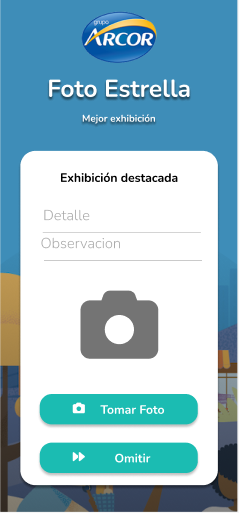 grupo
ARCOR
Foto Estrella
Mejor exhibición
Exhibición destacada
Detalle
Observacion
Tomar Foto
Omitir